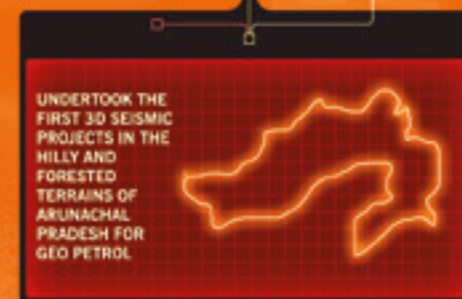 UNDERTOOK THE
FIRST 3D SEISMIC
PROJECTS IN THE
HILLY AND
FORESTED
TERRAINS OF
ARUNACHAL
PRADESH FOR
GEO PETROL